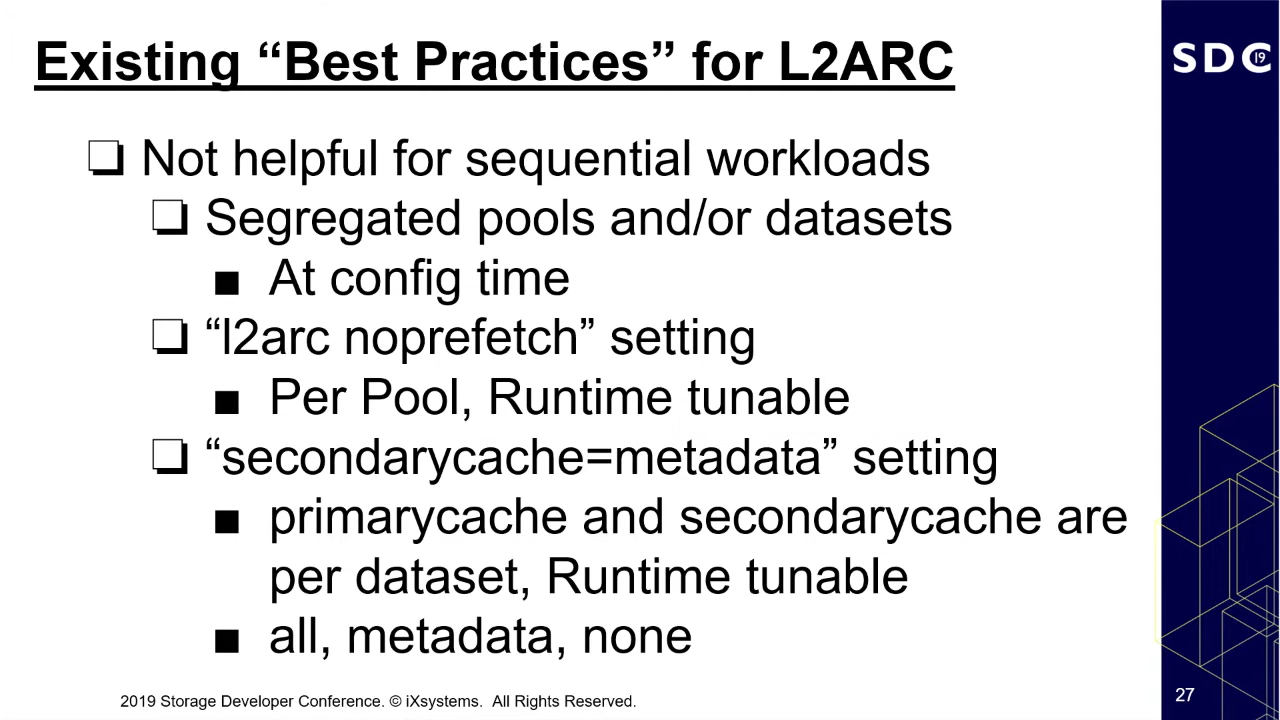 Existing “Best Practices” for L2ARC
SDC 19
❏ Not helpful for sequential workloads
❏ Segregated pools and/or datasets
■ At config time
❏ “l2arc noprefetch” setting
■ Per Pool, Runtime tunable
❏ “secondarycache=metadata” setting
■ primarycache and secondarycache are
per dataset, Runtime tunable
■ all, metadata, none
2019 Storage Developer Conference. © iXsystems. All Rights Reserved.
27